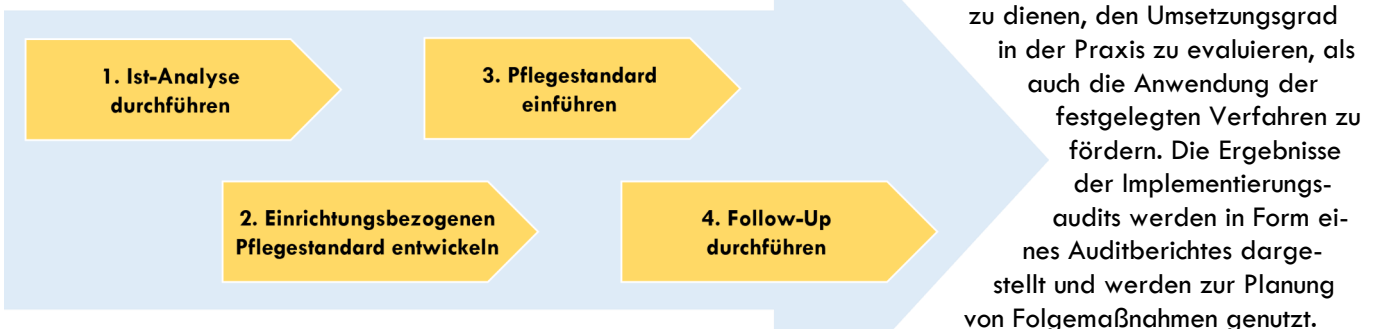 1. Ist-Analyse
durchführen
2. Einrichtungsbezogenen
Pflegestandard entwickeln
3. Pflegestandard
einführen
4. Follow-Up
durchführen
zu dienen, den Umsetzungsgrad
in der Praxis zu evaluieren, als
auch die Anwendung der
festgelegten Verfahren zu
fördern. Die Ergebnisse
der Implementierungs-
audits werden in Form ei-
nes Auditberichtes darge-
stellt und werden zur Planung
von Folgemaßnahmen genutzt.